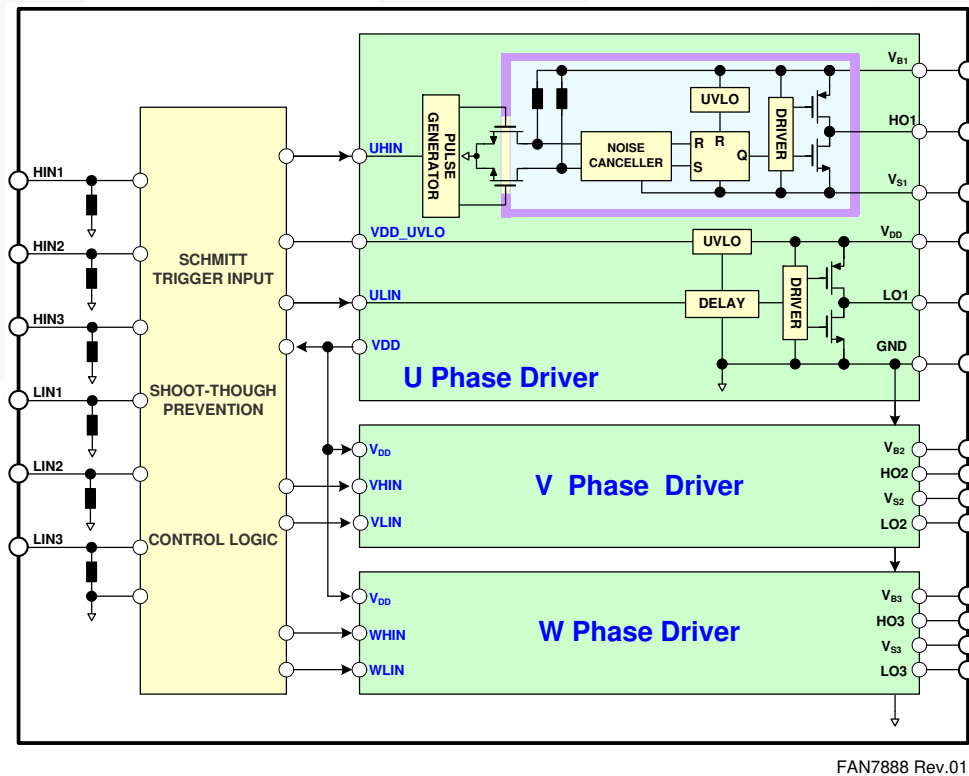 HIN1
HIN2
HIN3
LIN1
LIN2
LIN3
SCHMITT
TRIGGER INPUT
SHOOT-THOUGH
PREVENTION
CONTROL LOGIC
UHIN
VDD_UVLO
ULIN
VDD
PULSE
GENERATOR
NOISE
CANCELLER
UVLO
R
R
S
Q
DRIVER
UVLO
DELAY
DRIVER
VB1
HO1
VS1
VDD
LO1
GND
U Phase Driver
VDD
VHIN
VLIN
V Phase Driver
VB2
HO2
VS2
LO2
VDD
WHIN
WLIN
W Phase Driver
VB3
HO3
VS3
LO3
FAN7888 Rev.01